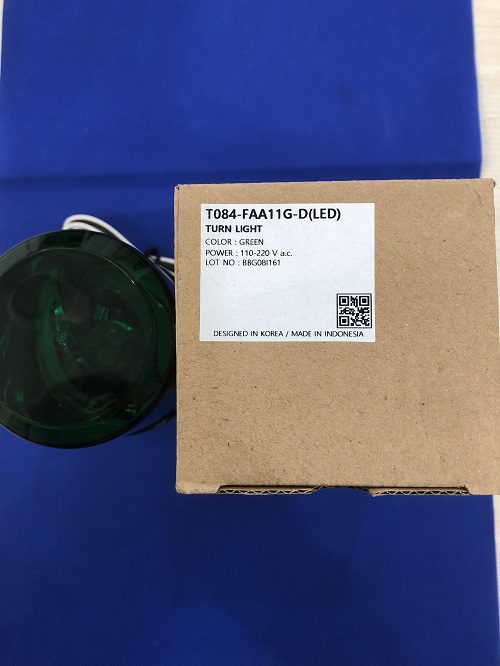 T084-FAA11G-D(LED)
TURN LIGHT
COLOR : GREEN
POWER : 110-220 V a.c.
LOT NO : BBG08I161
DESIGNED IN KOREA / MADE IN INDONESIA